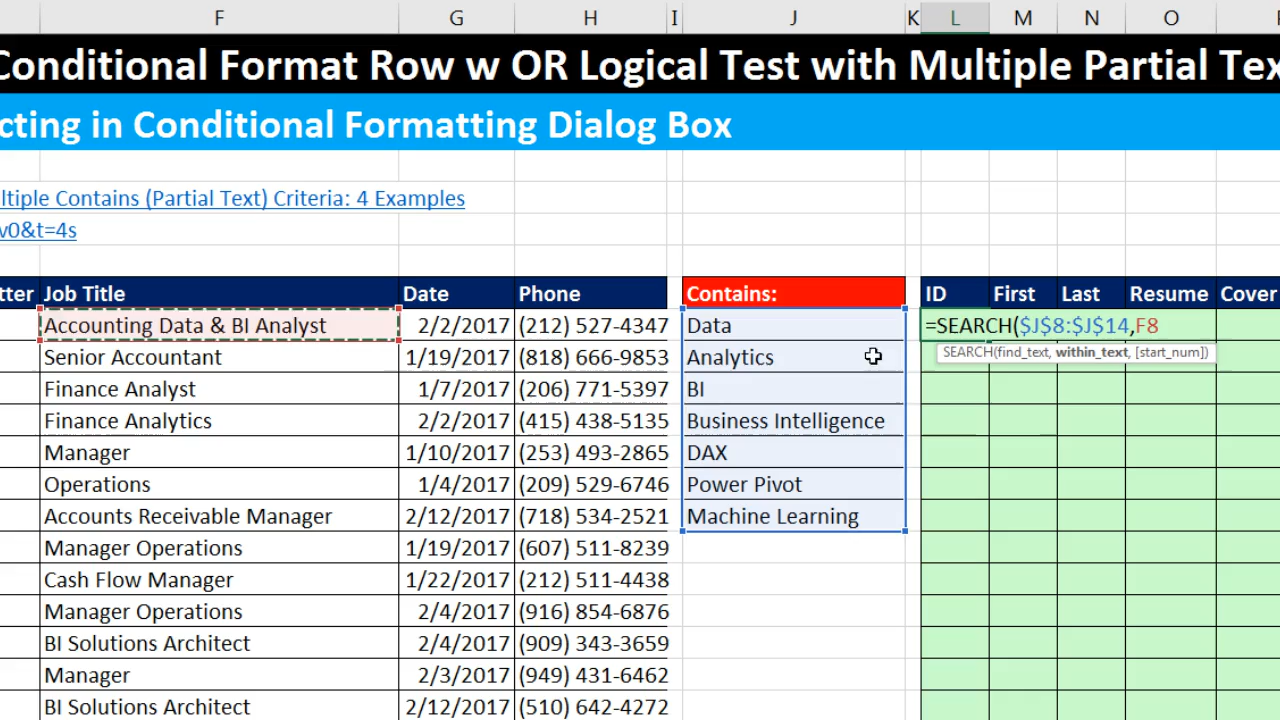 F G H I J K L M N O
Conditional Format Row w OR Logical Test with Multiple Partial Tex
cting in Conditional Formatting Dialog Box
ltiple Contains (Partial Text) Criteria: 4 Examples
v0&t=4s
tter Job Title Date Phone Contains: ID First Last Resume Cover
Accounting Data & BI Analyst 2/2/2017 (212) 527-4347 Data =SEARCH($J$8:$J$14,F8
Senior Accountant 1/19/2017 (818) 666-9853 Analytics SEARCH(find_text, within_text, [start_num])
Finance Analyst 1/7/2017 (206) 771-5397 BI
Finance Analytics 2/2/2017 (415) 438-5135 Business Intelligence
Manager 1/10/2017 (253) 493-2865 DAX
Operations 1/4/2017 (209) 529-6746 Power Pivot
Accounts Receivable Manager 2/12/2017 (718) 534-2521 Machine Learning
Manager Operations 1/19/2017 (607) 511-8239
Cash Flow Manager 1/22/2017 (212) 511-4438
Manager Operations 2/4/2017 (916) 854-6876
BI Solutions Architect 2/4/2017 (909) 343-3659
Manager 2/3/2017 (949) 431-6462
BI Solutions Architect 2/12/2017 (510) 642-4272